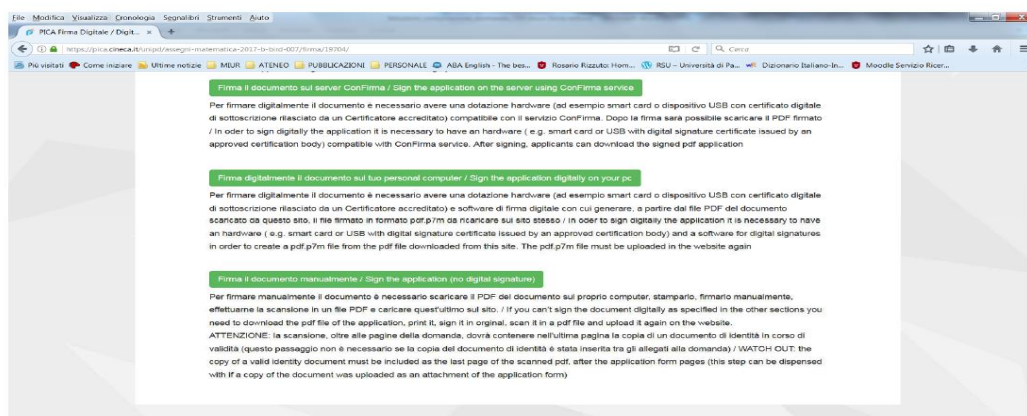 File Modifica Visualizza Cronologia Segnalibri Strumenti Aiuto
PICA Firma Digitale / Digit... × +
https://pica.cineca.it/unipd/assegni-matematica-2017-b-bird-007/firma/19704/ Cerca
Più visitati Come iniziare Ultime notizie MIUR ATENEO PUBBLICAZIONI PERSONALE ABA English - The bes... Rosario Rizzuto: Hom... RSU – Università di Pa... Dizionario Italiano-In... Moodle Servizio Ricer...
Firma il documento sul server ConFirma / Sign the application on the server using ConFirma service
Per firmare digitalmente il documento è necessario avere una dotazione hardware (ad esempio smart card o dispositivo USB con certificato digitale
di sottoscrizione rilasciato da un Certificatore accreditato) compatibile con il servizio ConFirma. Dopo la firma sarà possibile scaricare il PDF firmato
/ In oder to sign digitally the application it is necessary to have an hardware ( e.g. smart card or USB with digital signature certificate issued by an
approved certification body) compatible with ConFirma service. After signing, applicants can download the signed pdf application
Firma digitalmente il documento sul tuo personal computer / Sign the application digitally on your pc
Per firmare digitalmente il documento è necessario avere una dotazione hardware (ad esempio smart card o dispositivo USB con certificato digitale
di sottoscrizione rilasciato da un Certificatore accreditato) e software di firma digitale con cui generare, a partire dal file PDF del documento
scaricato da questo sito, il file firmato in formato pdf.p7m da ricaricare sul sito stesso / In oder to sign digitally the application it is necessary to have
an hardware ( e.g. smart card or USB with digital signature certificate issued by an approved certification body) and a software for digital signatures
in order to create a pdf.p7m file from the pdf file downloaded from this site. The pdf.p7m file must be uploaded in the website again
Firma il documento manualmente / Sign the application (no digital signature)
Per firmare manualmente il documento è necessario scaricare il PDF del documento sul proprio computer, stamparlo, firmarlo manualmente,
effettuarne la scansione in un file PDF e caricare quest'ultimo sul sito. / If you can't sign the document digitally as specified in the other sections you
need to download the pdf file of the application, print it, sign it in orginal, scan it in a pdf file and upload it again on the website.
ATTENZIONE: la scansione, oltre alle pagine della domanda, dovrà contenere nell'ultima pagina la copia di un documento di identità in corso di
validità (questo passaggio non è necessario se la copia del documento di identità è stata inserita tra gli allegati alla domanda) / WATCH OUT: the
copy of a valid identity document must be included as the last page of the scanned pdf, after the application form pages (this step can be dispensed
with if a copy of the document was uploaded as an attachment of the application form)